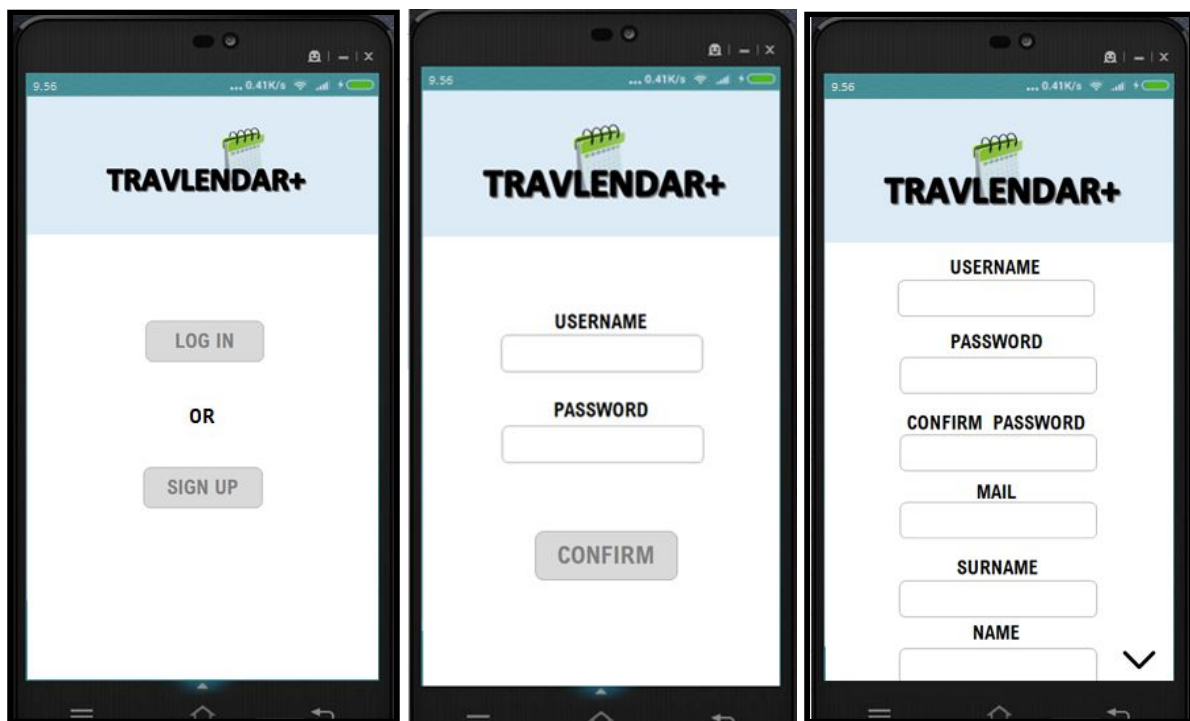 9.56
... 0.41K/s
TRAVLENDAR+
LOG IN
OR
SIGN UP
9.56
... 0.41K/s
TRAVLENDAR+
USERNAME
PASSWORD
CONFIRM
9.56
... 0.41K/s
TRAVLENDAR+
USERNAME
PASSWORD
CONFIRM PASSWORD
MAIL
SURNAME
NAME